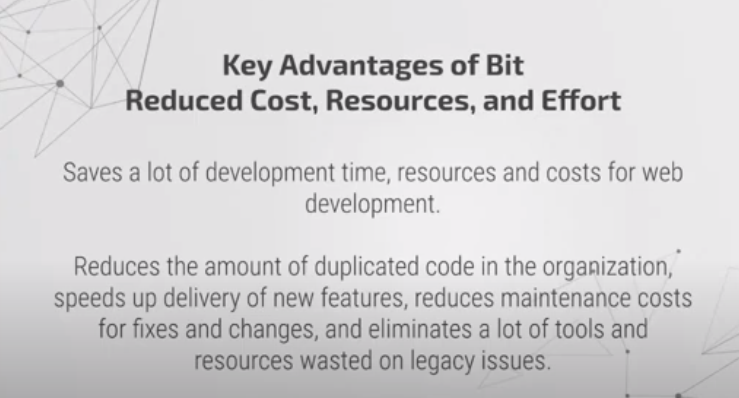 Key Advantages of Bit
Reduced Cost, Resources, and Effort
Saves a lot of development time, resources and costs for web
development.
Reduces the amount of duplicated code in the organization,
speeds up delivery of new features, reduces maintenance costs
for fixes and changes, and eliminates a lot of tools and
resources wasted on legacy issues.